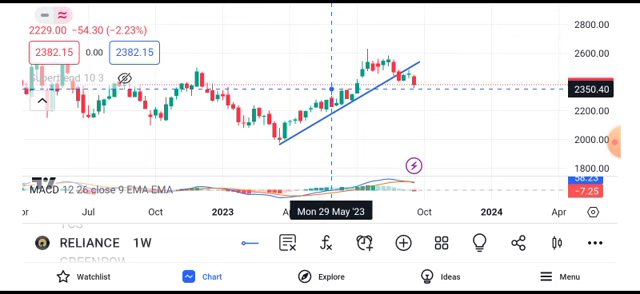 2229.00 −54.30 (−2.23%)
2382.15 0.00 2382.15
Supertrend 10 3
2800.00
2600.00
2350.40
2200.00
2000.00
1800.00
MACD 12 26 close 9 EMA EMA
58.23
−7.25
Jul Oct 2023 Mon 29 May '23 Oct 2024 Apr
RELIANCE 1W
Watchlist Chart Explore Ideas Menu